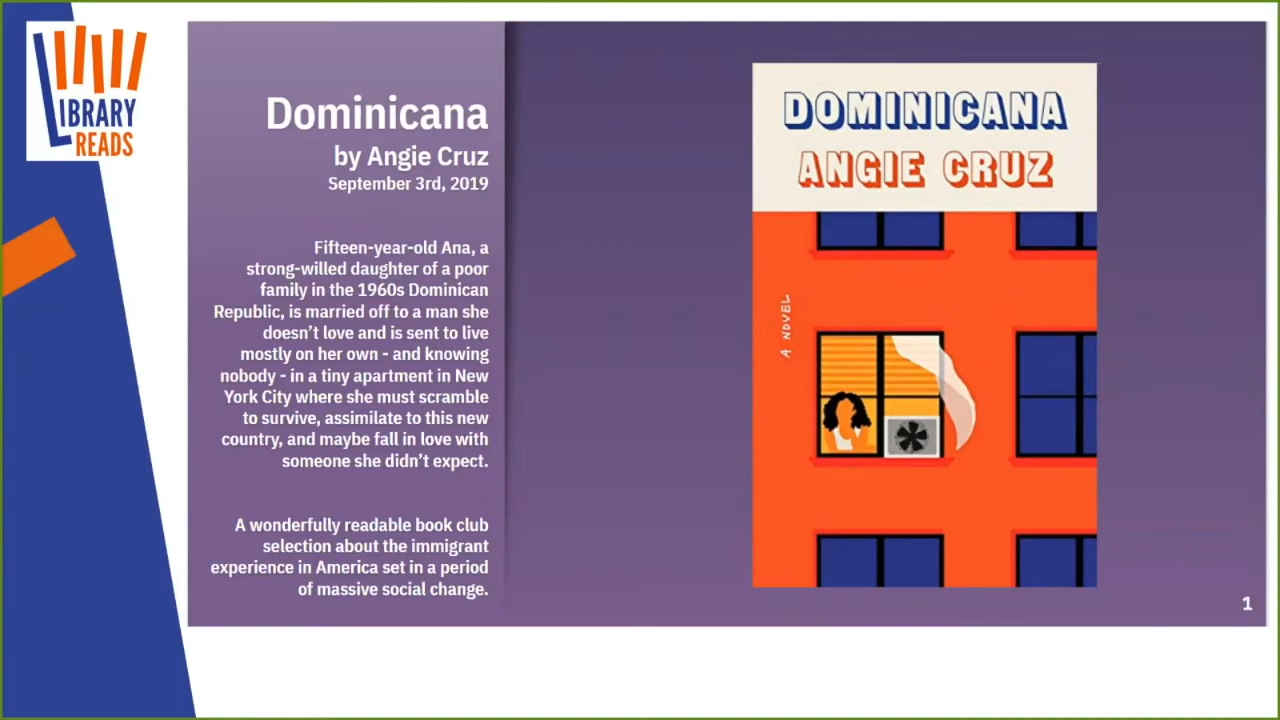 LIBRARY
READS
Dominicana
by Angie Cruz
September 3rd, 2019
Fifteen-year-old Ana, a
strong-willed daughter of a poor
family in the 1960s Dominican
Republic, is married off to a man she
doesn’t love and is sent to live
mostly on her own - and knowing
nobody - in a tiny apartment in New
York City where she must scramble
to survive, assimilate to this new
country, and maybe fall in love with
someone she didn’t expect.
A wonderfully readable book club
selection about the immigrant
experience in America set in a period
of massive social change.
DOMINICANA
ANGIE CRUZ
A NOVEL
1